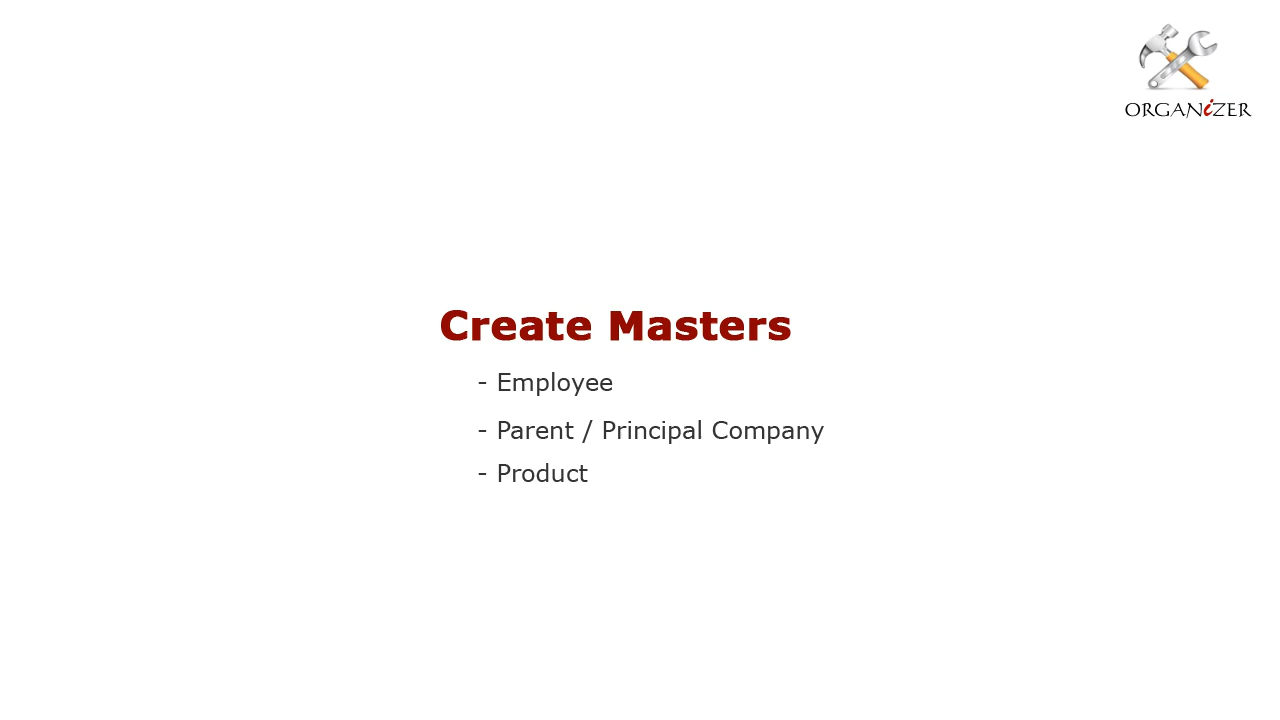 ORGANiZER
Create Masters
- Employee
- Parent / Principal Company
- Product